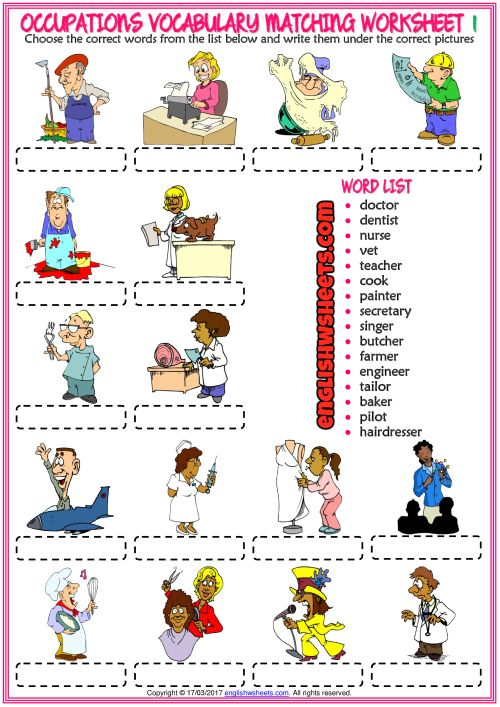 OCCUPATIONS VOCABULARY MATCHING WORKSHEET 1
Choose the correct words from the list below and write them under the correct pictures
WORD LIST
• doctor
• dentist
• nurse
• vet
• teacher
• cook
• painter
• secretary
• singer
• butcher
• farmer
• engineer
• tailor
• baker
• pilot
• hairdresser
ENGLISHWSHEETS.COM
Copyright © 17/03/2017 englishwsheets.com. All rights reserved.